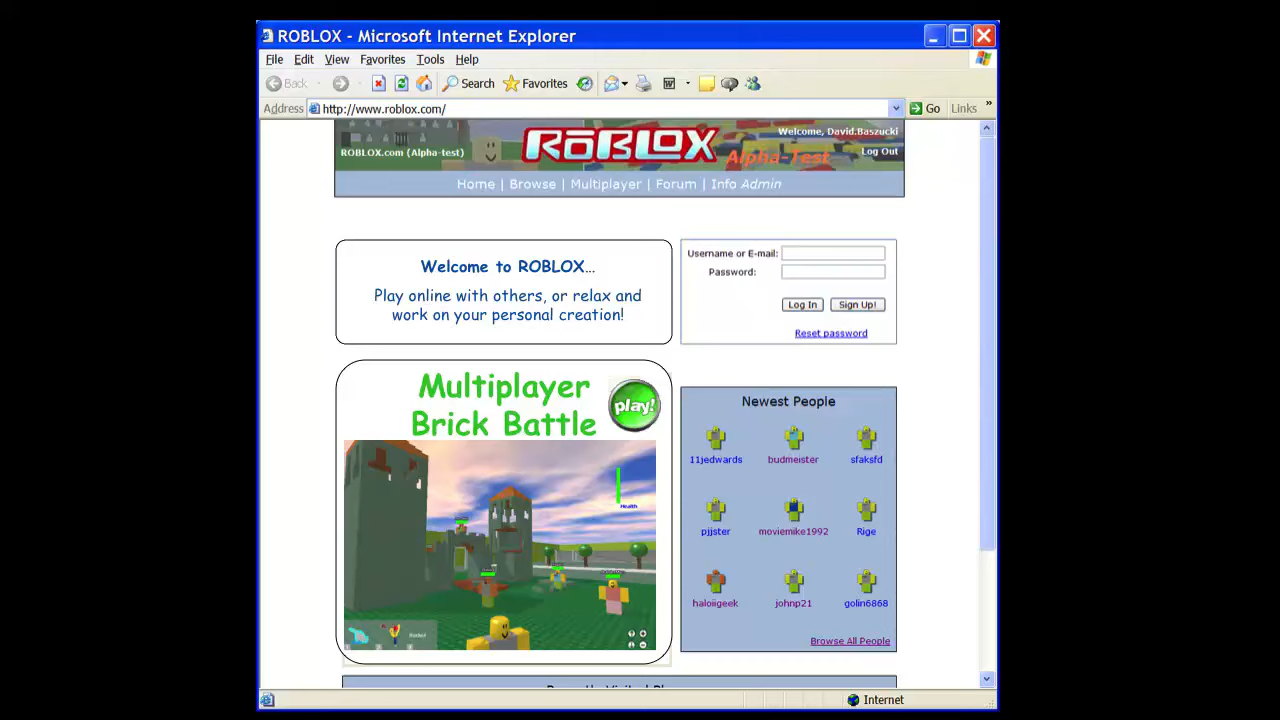 ROBLOX - Microsoft Internet Explorer
File Edit View Favorites Tools Help
Back Search Favorites
Address http://www.roblox.com/ Go Links »
ROBLOX Alpha-Test
Welcome, David.Baszucki
ROBLOX.com (Alpha-test)
Log Out
Home | Browse | Multiplayer | Forum | Info Admin
Welcome to ROBLOX...
Play online with others, or relax and
work on your personal creation!
Username or E-mail:
Password:
Log In Sign Up!
Reset password
Multiplayer
Brick Battle
play!
Health
Newest People
11jedwards budmeister sfaksfd
pjjster moviemike1992 Rige
haloiigeek johnp21 golin6868
Browse All People
Internet